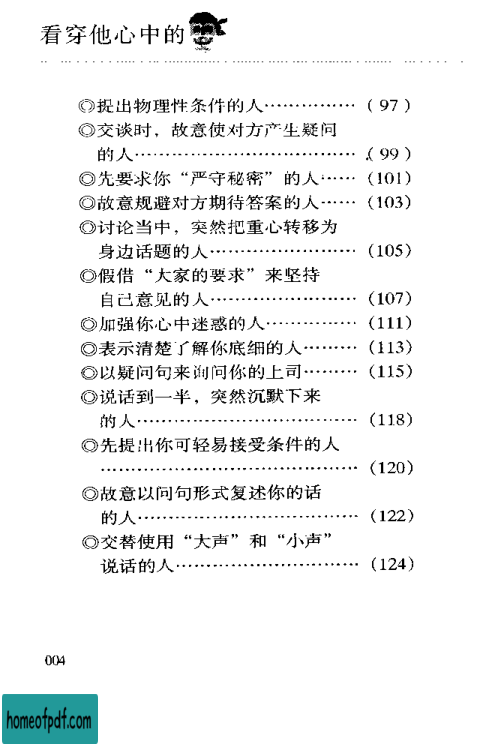 看穿他心中的
◎提出物理性条件的人……………（97）
◎交谈时，故意使对方产生疑问
的人………………………………（99）
◎先要求你“严守秘密”的人……（101）
◎故意规避对方期待答案的人……（103）
◎讨论当中，突然把重心转移为
身边话题的人……………………（105）
◎假借“大家的要求”来坚持
自己意见的人……………………（107）
◎加强你心中迷惑的人……………（111）
◎表示清楚了解你底细的人………（113）
◎以疑问句来询问你的上司………（115）
◎说话到一半，突然沉默下来
的人………………………………（118）
◎先提出你可轻易接受条件的人
……………………………………（120）
◎故意以问句形式复述你的话
的人………………………………（122）
◎交替使用“大声”和“小声”
说话的人…………………………（124）
004
homeofpdf.com